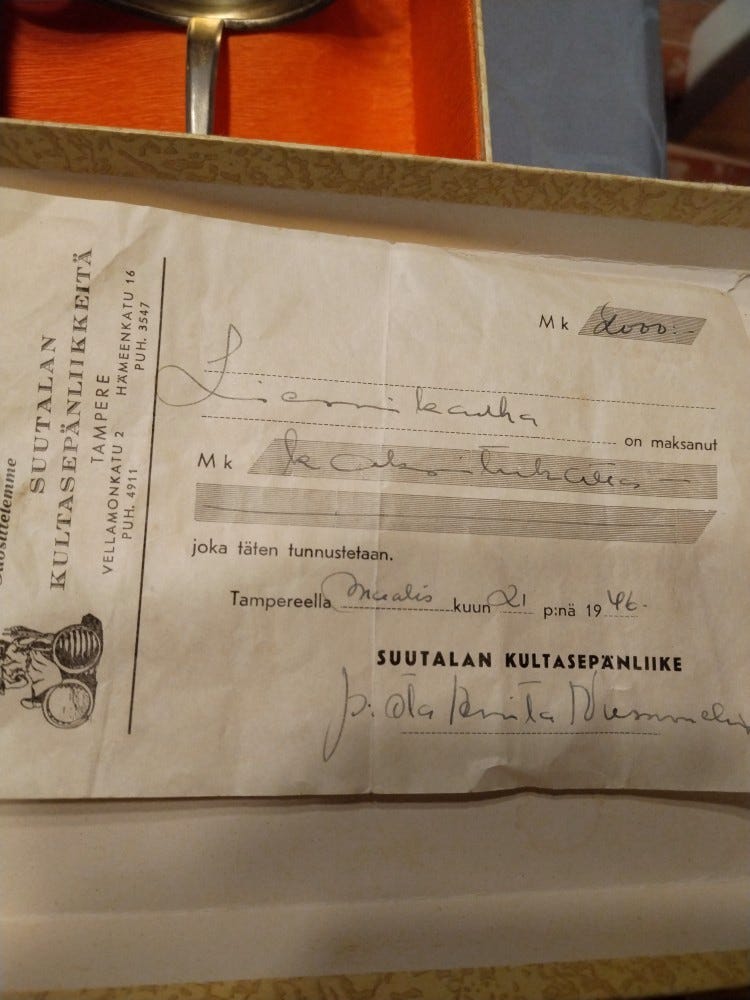 Suosittelemme
SUUTALAN
KULTASEPÄNLIIKKEITÄ
TAMPERE
VELLAMONKATU 2 HÄMEENKATU 16
PUH. 4911 PUH. 3547
Mk 2000:-
Liemikauha
on maksanut
Mk kaksituhatta
joka täten tunnustetaan.
Tampereella Maalis kuun 21 p:nä 1946.
SUUTALAN KULTASEPÄNLIIKE